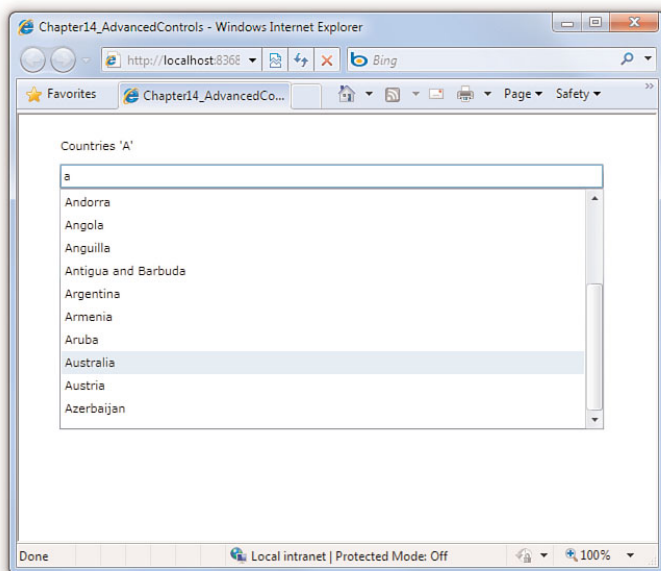 Chapter14_AdvancedControls - Windows Internet Explorer
http://localhost:8368
Bing
Favorites
Chapter14_AdvancedCo...
Page
Safety
Countries 'A'
a
Andorra
Angola
Anguilla
Antigua and Barbuda
Argentina
Armenia
Aruba
Australia
Austria
Azerbaijan
Done
Local intranet | Protected Mode: Off
100%